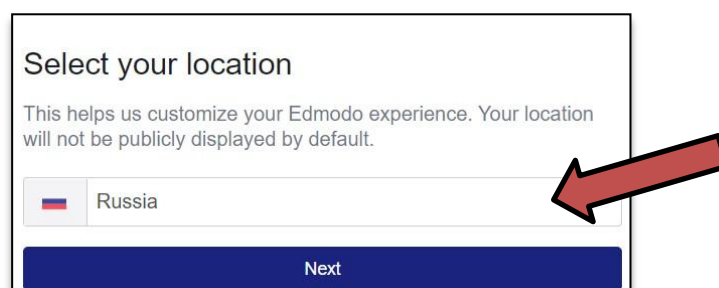 Select your location
This helps us customize your Edmodo experience. Your location
will not be publicly displayed by default.
Russia
Next